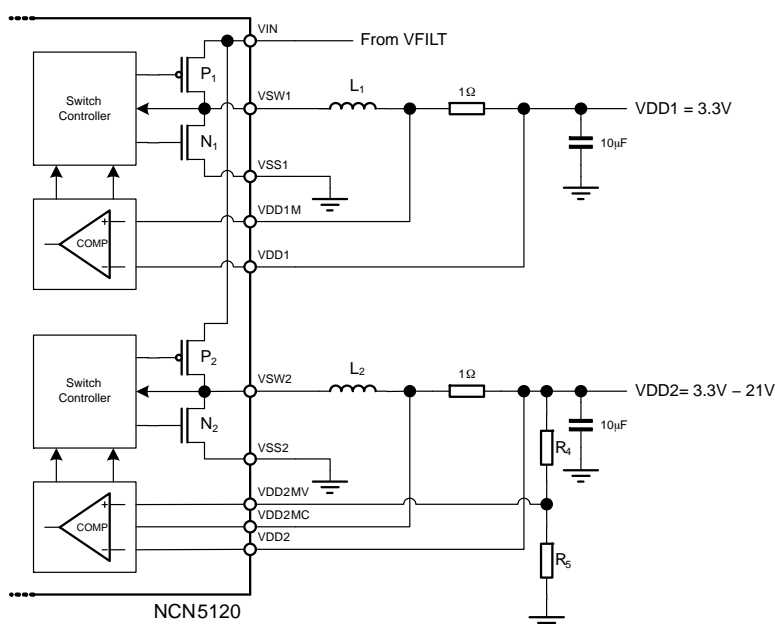 VIN
From VFILT
P1
Switch
Controller
VSW1
L1
1Ω
VDD1 = 3.3V
N1
10µF
VSS1
VDD1M
+
COMP
−
VDD1
P2
Switch
Controller
VSW2
L2
1Ω
VDD2= 3.3V – 21V
N2
10µF
R4
VSS2
VDD2MV
+
VDD2MC
COMP
VDD2
−
R5
NCN5120